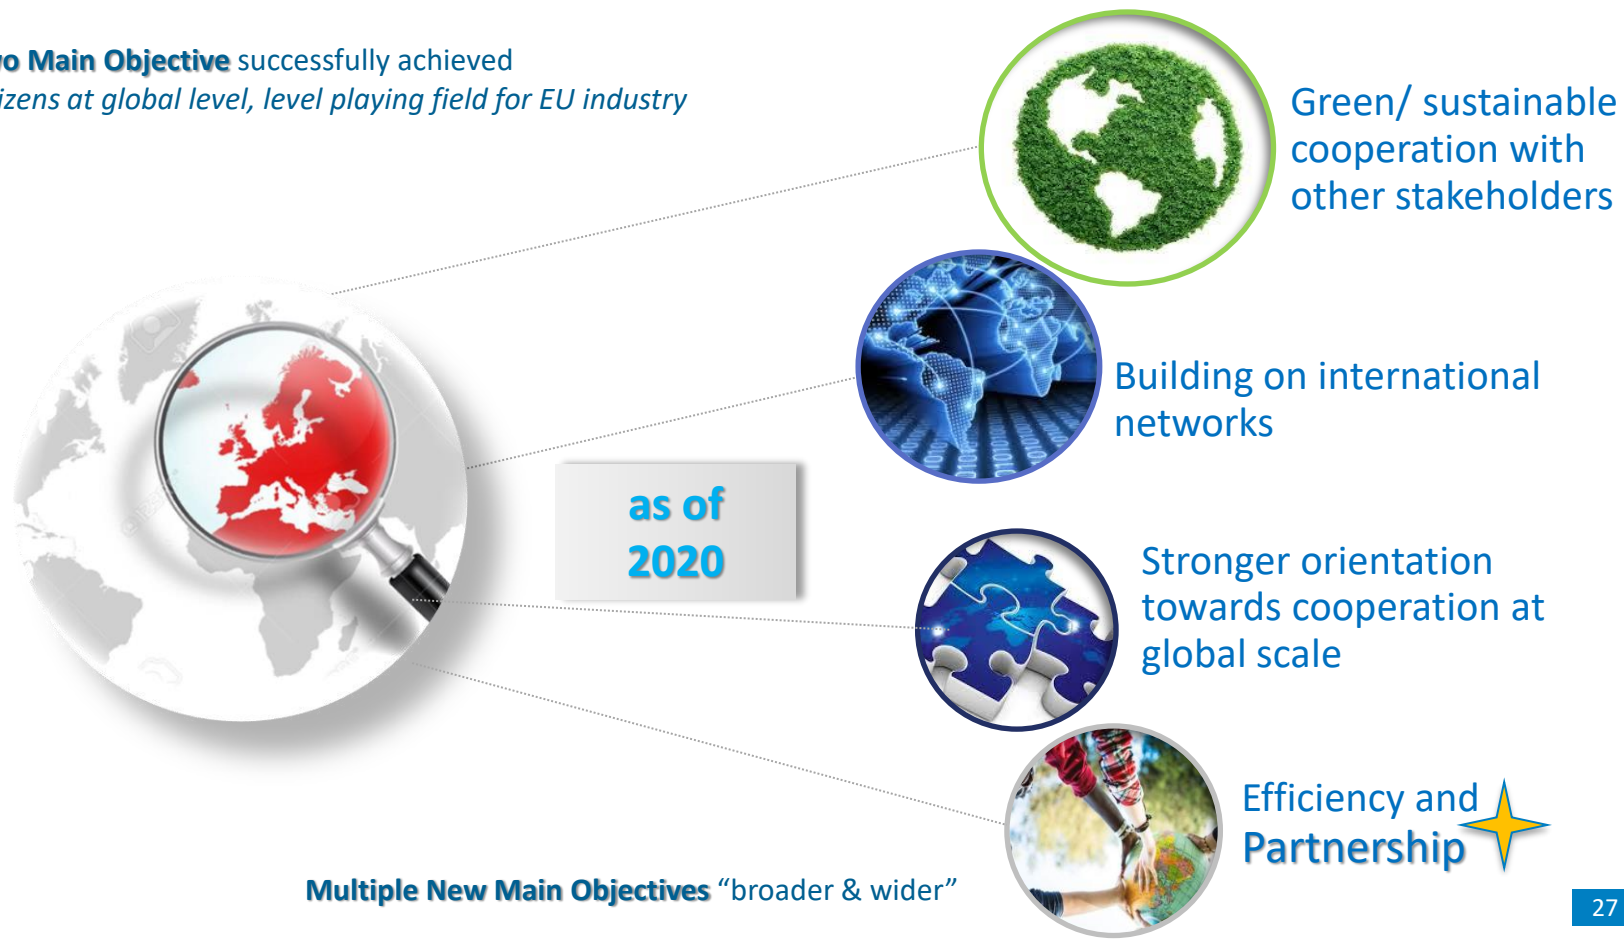 o Main Objective successfully achieved
izens at global level, level playing field for EU industry
Green/ sustainable
cooperation with
other stakeholders
Building on international
networks
as of
2020
Stronger orientation
towards cooperation at
global scale
Efficiency and
Partnership
Multiple New Main Objectives “broader & wider”
27